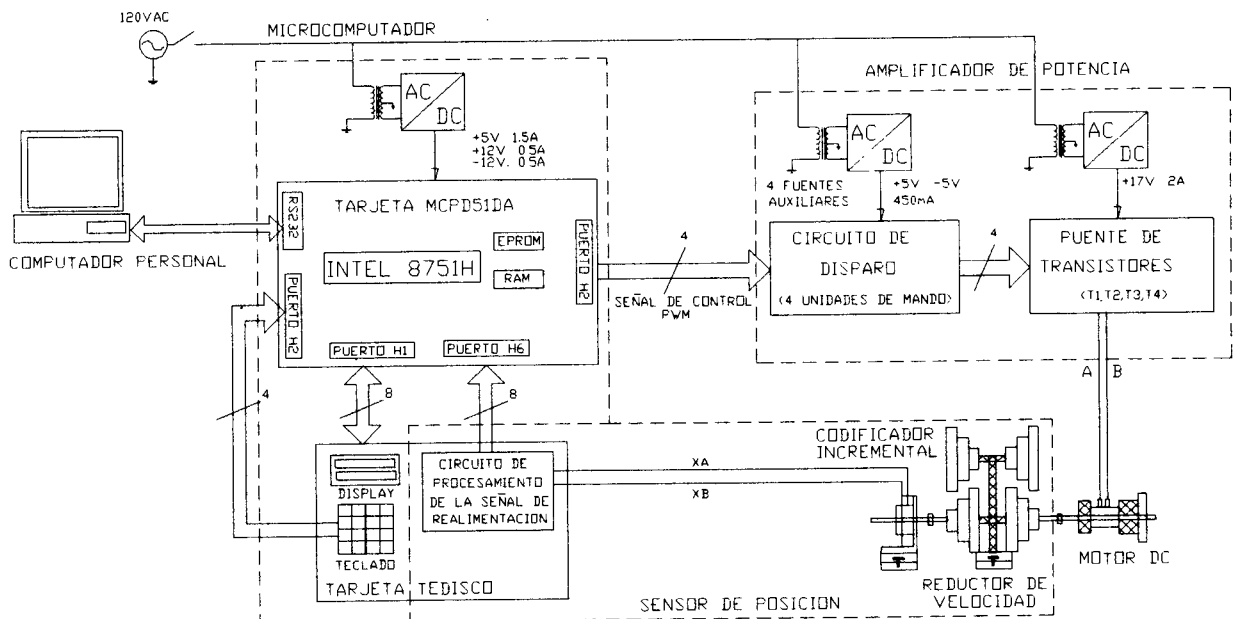 120VAC
MICROCOMPUTADOR
AMPLIFICADOR DE POTENCIA
AC
DC
+5V 1.5A
+12V 0.5A
-12V. 0.5A
AC
DC
4 FUENTES
AUXILIARES
+5V -5V
450mA
AC
DC
+17V 2A
COMPUTADOR PERSONAL
RS232
TARJETA MCPD51DA
INTEL 8751H
EPROM
RAM
PUERTO H2
PUERTO H2
PUERTO H1
PUERTO H6
4
SEÑAL DE CONTROL
PWM
CIRCUITO DE
DISPARO
(4 UNIDADES DE MANDO)
4
PUENTE DE
TRANSISTORES
(T1,T2,T3,T4)
A
B
4
8
8
DISPLAY
TECLADO
TARJETA TEDISCO
CIRCUITO DE
PROCESAMIENTO
DE LA SEÑAL DE
REALIMENTACION
XA
XB
CODIFICADOR
INCREMENTAL
MOTOR DC
REDUCTOR DE
VELOCIDAD
SENSOR DE POSICION